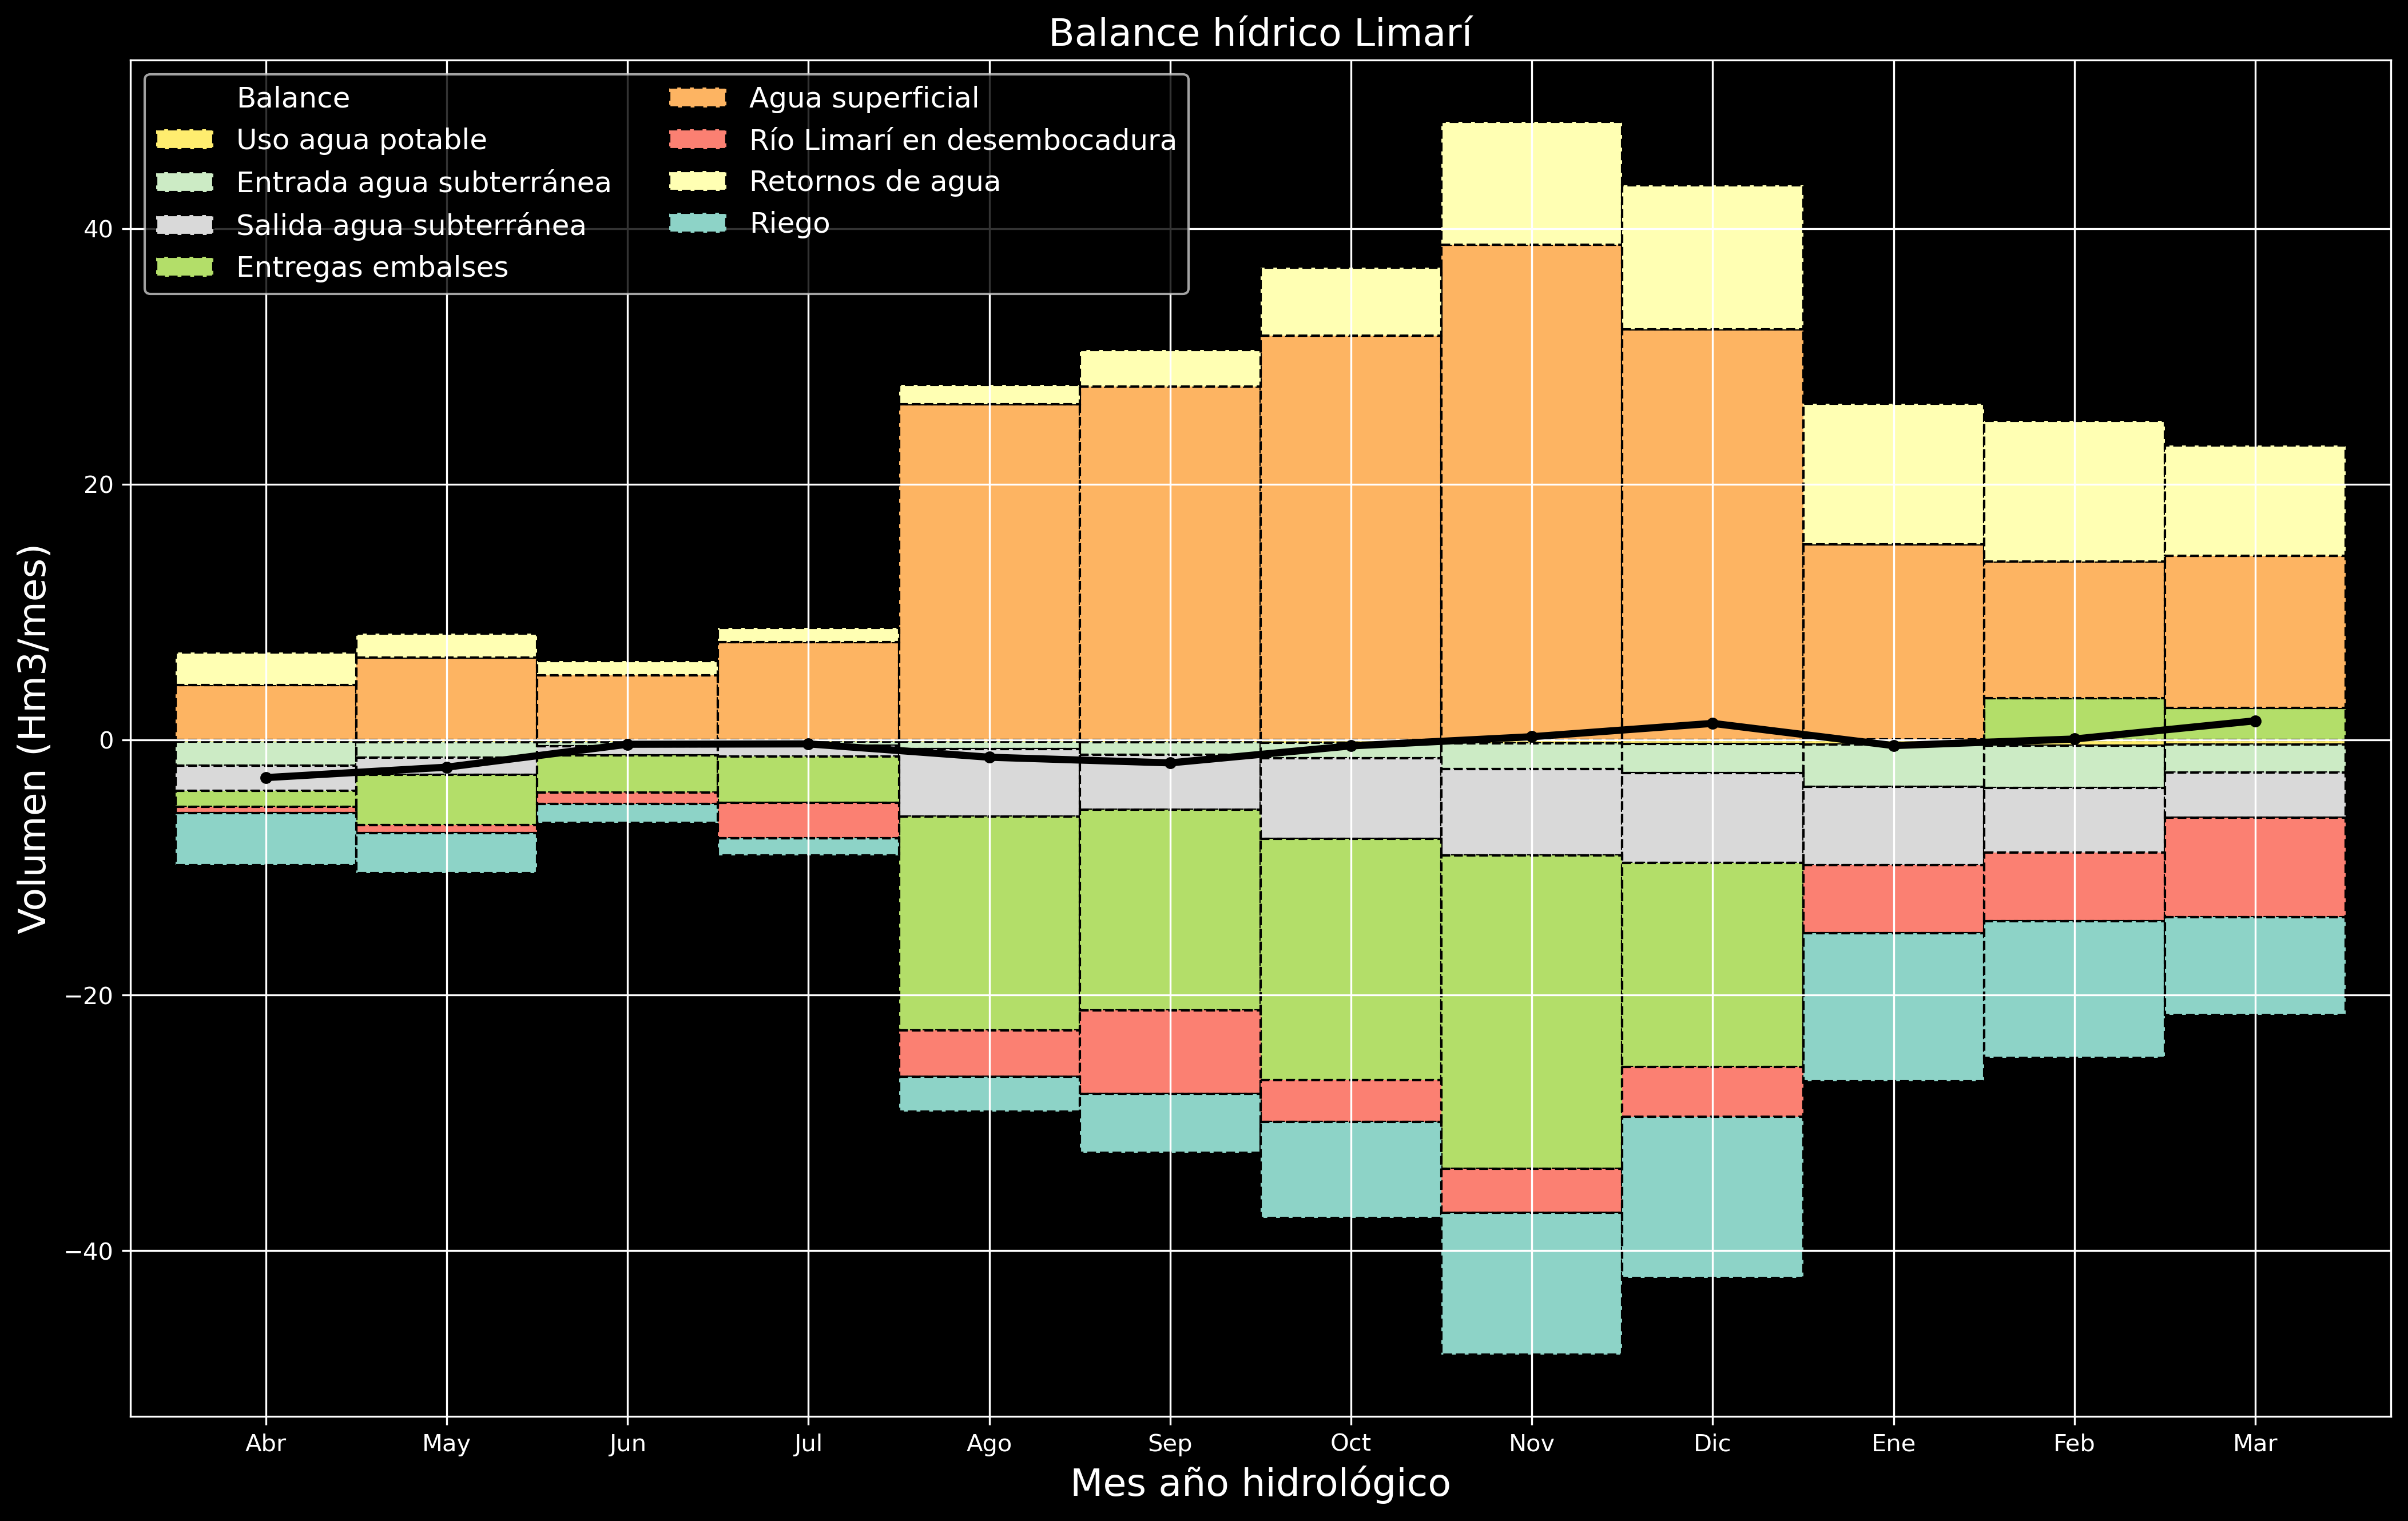 Balance hídrico Limarí
Balance
Uso agua potable
Entrada agua subterránea
Salida agua subterránea
Entregas embalses
Agua superficial
Río Limarí en desembocadura
Retornos de agua
Riego
Volumen (Hm3/mes)
40
20
0
−20
−40
Abr May Jun Jul Ago Sep Oct Nov Dic Ene Feb Mar
Mes año hidrológico